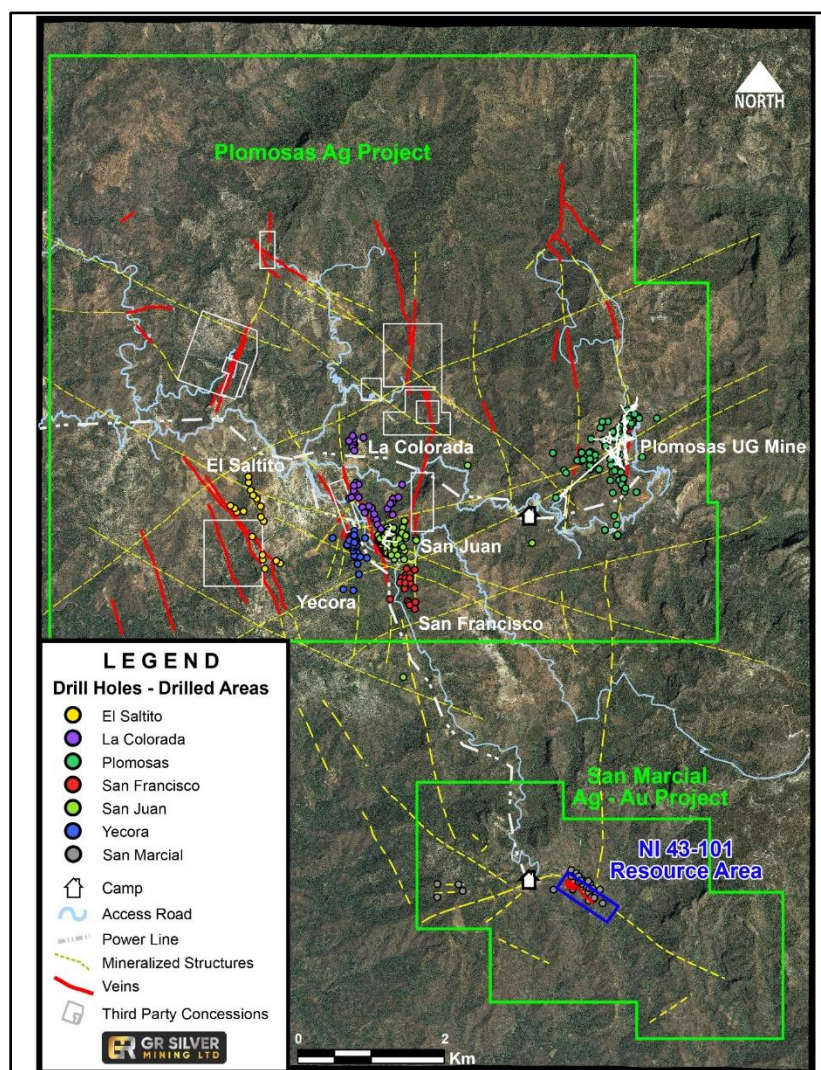 NORTH
Plomosas Ag Project
La Colorada
Plomosas UG Mine
El Saltito
San Juan
Yecora
San Francisco
LEGEND
Drill Holes - Drilled Areas
El Saltito
La Colorada
Plomosas
San Francisco
San Juan
Yecora
San Marcial
Camp
Access Road
Power Line
Mineralized Structures
Veins
Third Party Concessions
GR SILVER
MINING LTD
San Marcial
Ag - Au Project
NI 43-101
Resource Area
0 2
Km